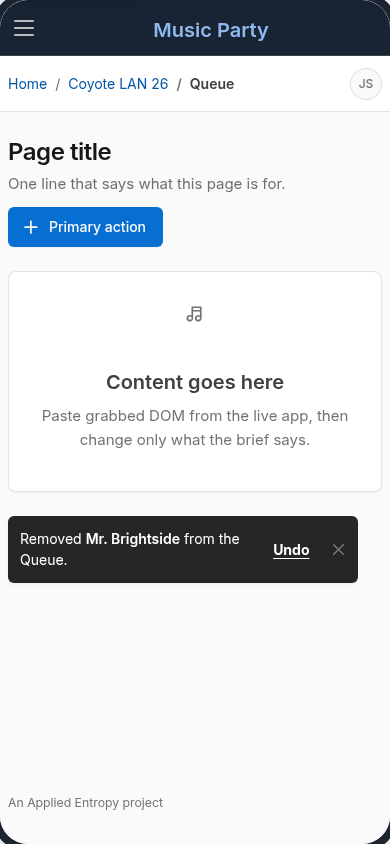 Music Party
Home / Coyote LAN 26 / Queue
JS
Page title
One line that says what this page is for.
Primary action
Content goes here
Paste grabbed DOM from the live app, then
change only what the brief says.
Removed Mr. Brightside from the
Queue.
Undo
An Applied Entropy project